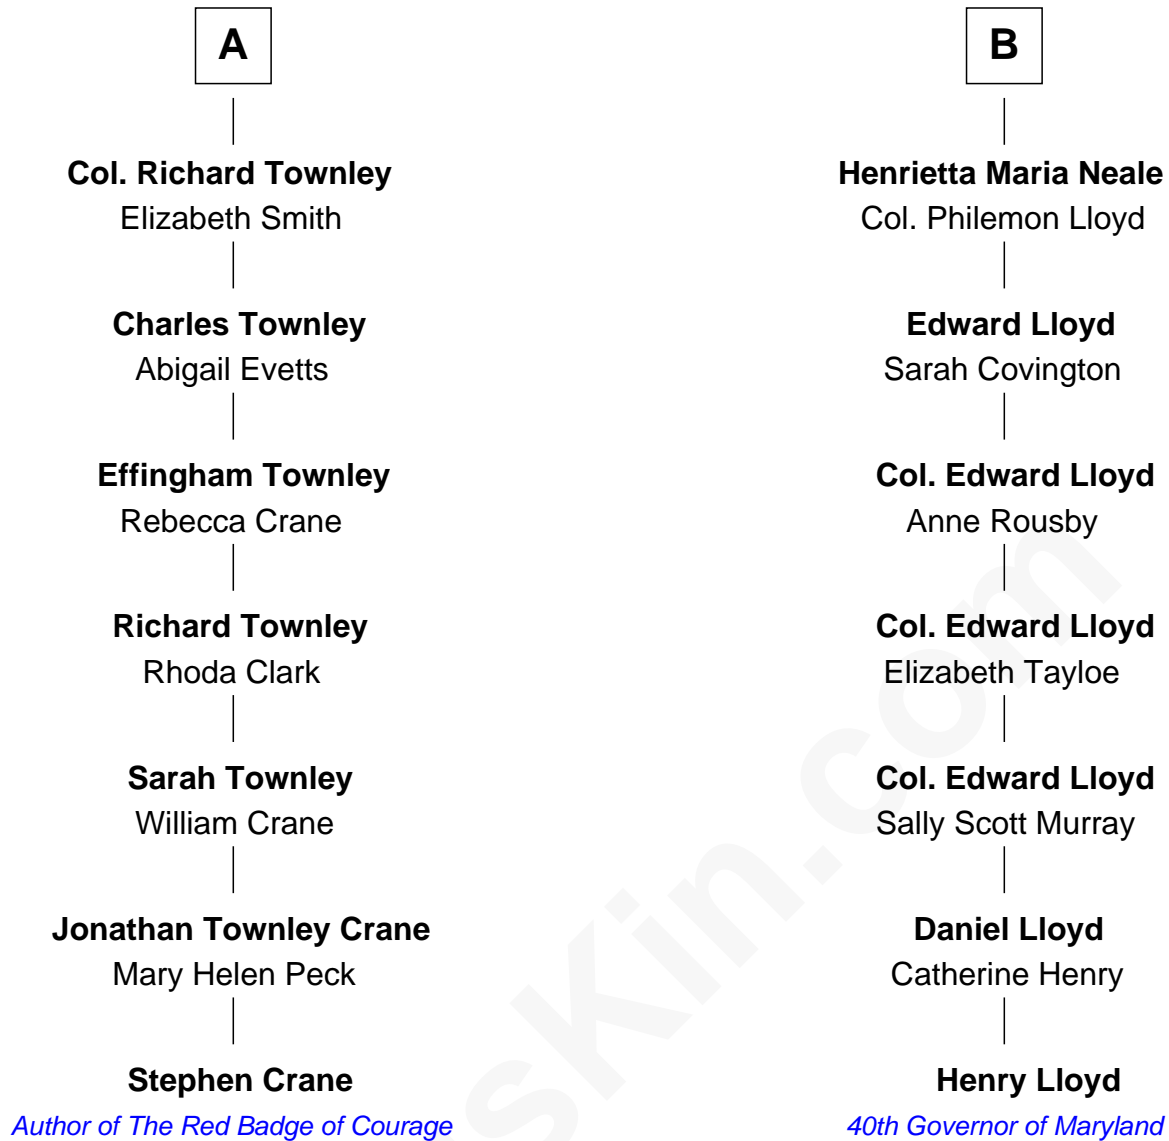 A
Col. Richard Townley
Elizabeth Smith
Charles Townley
Abigail Evetts
Effingham Townley
Rebecca Crane
Richard Townley
Rhoda Clark
Sarah Townley
William Crane
Jonathan Townley Crane
Mary Helen Peck
Stephen Crane
Author of The Red Badge of Courage
B
Henrietta Maria Neale
Col. Philemon Lloyd
Edward Lloyd
Sarah Covington
Col. Edward Lloyd
Anne Rousby
Col. Edward Lloyd
Elizabeth Tayloe
Col. Edward Lloyd
Sally Scott Murray
Daniel Lloyd
Catherine Henry
Henry Lloyd
40th Governor of Maryland
sKin.com